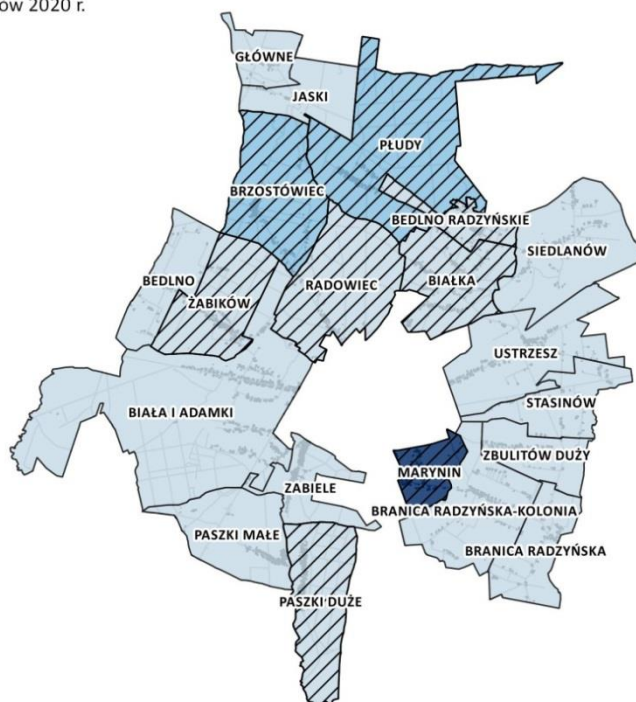 ów 2020 r.
GŁÓWNE
JASKI
PŁUDY
BRZOSTÓWIEC
BEDLNO RADZYŃSKIE
SIEDLANÓW
BEDLNO
ŻABIKÓW
RADOWIEC
BIAŁKA
USTRZESZ
STASINÓW
BIAŁA I ADAMKI
ZBULITÓW DUŻY
MARYNIN
ZABIELE
BRANICA RADZYŃSKA-KOLONIA
PASZKI MAŁE
BRANICA RADZYŃSKA
PASZKI DUŻE